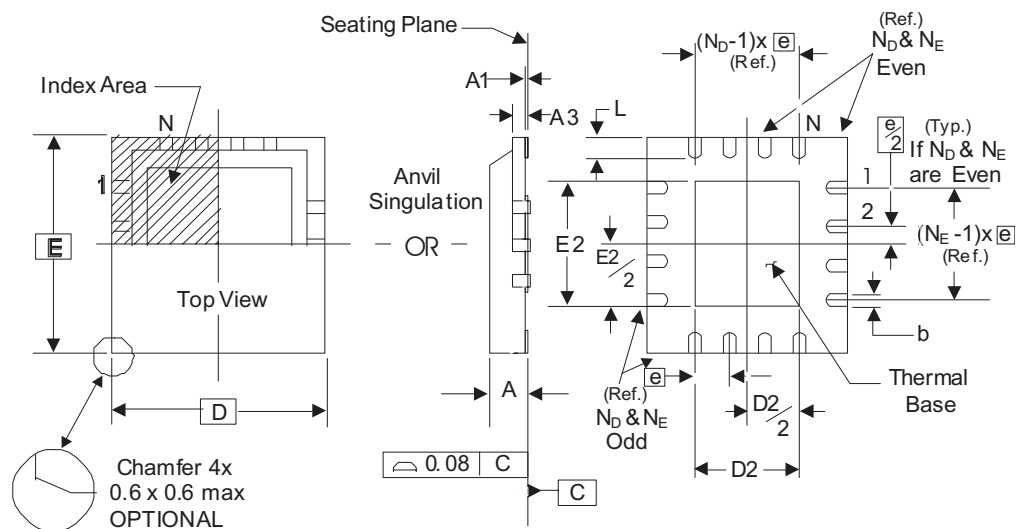 Seating Plane
Index Area
N
1
E
Top View
D
Chamfer 4x
0.6 x 0.6 max
OPTIONAL
A1
A3
L
Anvil
Singulation
OR
A
0.08 C
C
(N_D-1)x e
(Ref.)
(Ref.)
N_D & N_E
Even
N
e/2
(Typ.)
If N_D & N_E
are Even
1
2
(N_E-1)x e
(Ref.)
E2
E2/2
b
Thermal
Base
e
(Ref.)
N_D & N_E
Odd
D2/2
D2